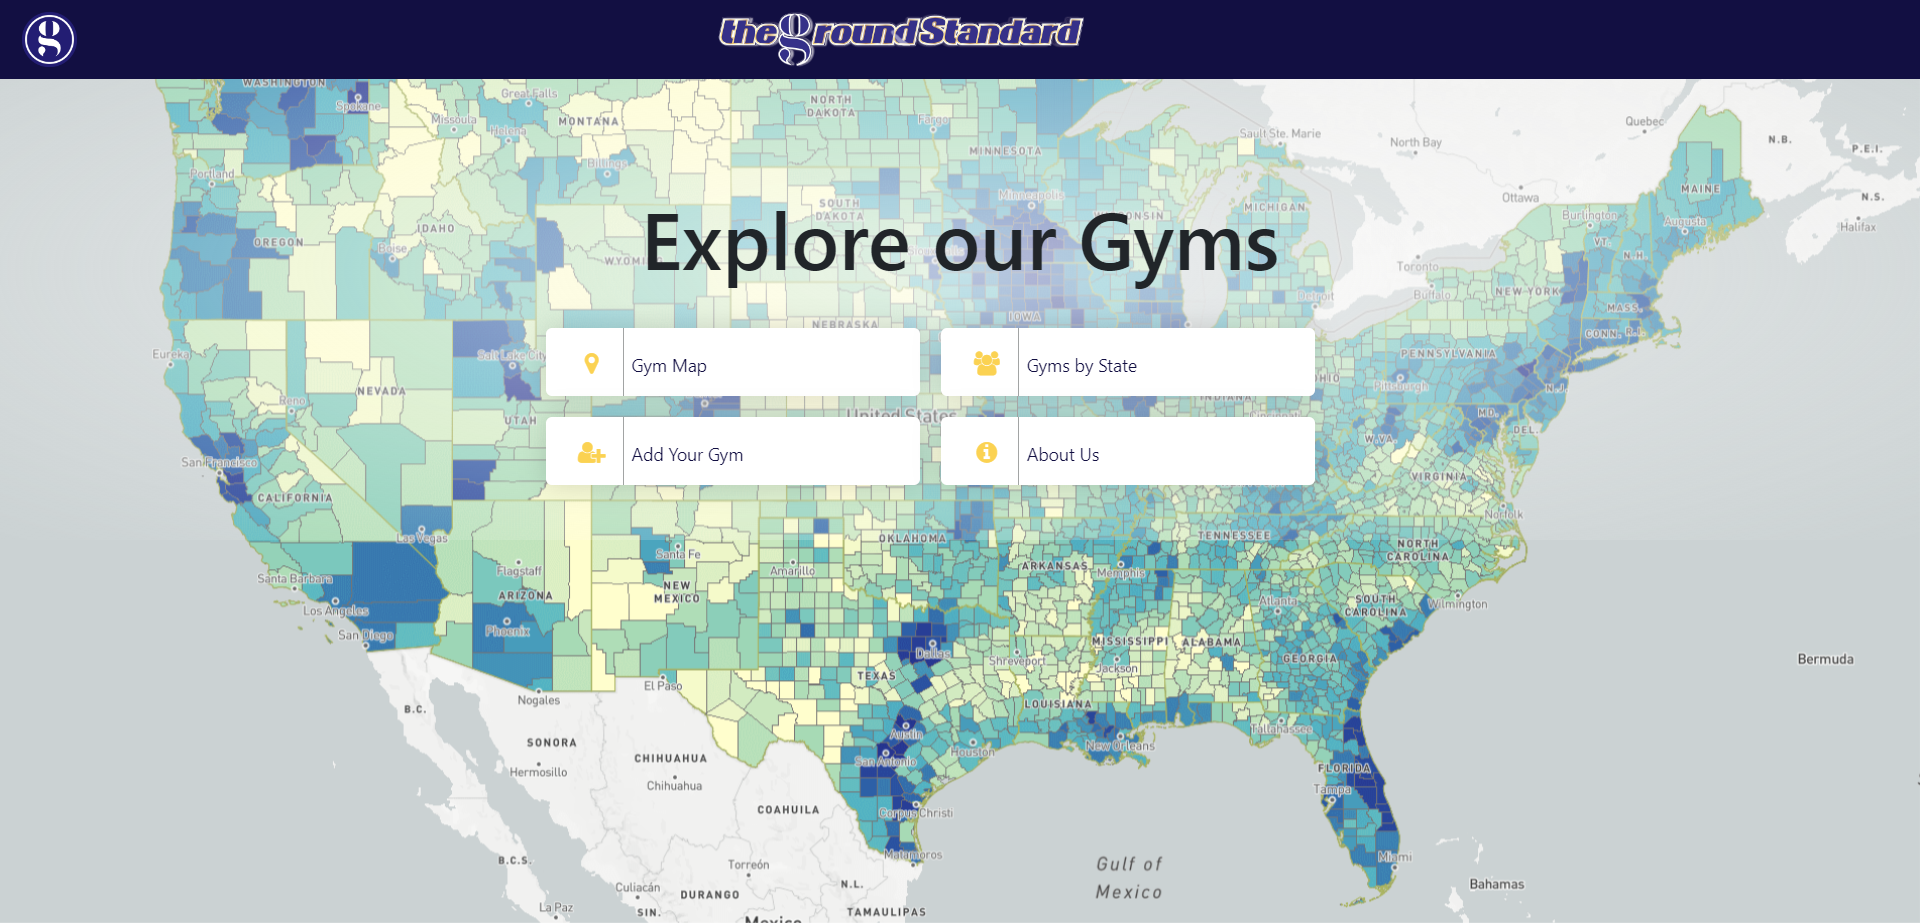 thegroundStandard
WASHINGTON
Spokane
Great Falls
Missoula
Helena
MONTANA
NORTH
DAKOTA
Fargo
MINNESOTA
Sault Ste. Marie
North Bay
Quebec
N.B.
P.E.I.
Portland
Billings
Minneapolis
Ottawa
MAINE
N.S.
SOUTH
DAKOTA
MICHIGAN
Burlington
Augusta
Halifax
OREGON
IDAHO
Boise
VT.
N.H.
Explore our Gyms
Toronto
Buffalo
NEW YORK
Detroit
MASS.
IOWA
NEBRASKA
CONN.
R.I.
Eureka
Salt Lake City
PENNSYLVANIA
Gym Map
Gyms by State
Pittsburgh
N.J.
NEVADA
Reno
OHIO
INDIANA
Cincinnati
United States
MD.
UTAH
DEL.
W.VA.
Add Your Gym
About Us
San Francisco
CALIFORNIA
VIRGINIA
Norfolk
Las Vegas
OKLAHOMA
TENNESSEE
NORTH
CAROLINA
Santa Fe
Santa Barbara
Flagstaff
Amarillo
ARKANSAS
Memphis
ARIZONA
NEW
MEXICO
Los Angeles
Atlanta
SOUTH
CAROLINA
Wilmington
San Diego
Phoenix
Dallas
MISSISSIPPI
ALABAMA
Shreveport
Jackson
GEORGIA
Bermuda
El Paso
TEXAS
Nogales
B.C.
LOUISIANA
Austin
Tallahassee
SONORA
New Orleans
Houston
CHIHUAHUA
San Antonio
Hermosillo
FLORIDA
Chihuahua
Tampa
COAHUILA
Corpus Christi
Matamoros
Miami
B.C.S.
Torreón
Gulf of
Mexico
Culiacán
DURANGO
N.L.
Bahamas
La Paz
SIN.
TAMAULIPAS
Mexico